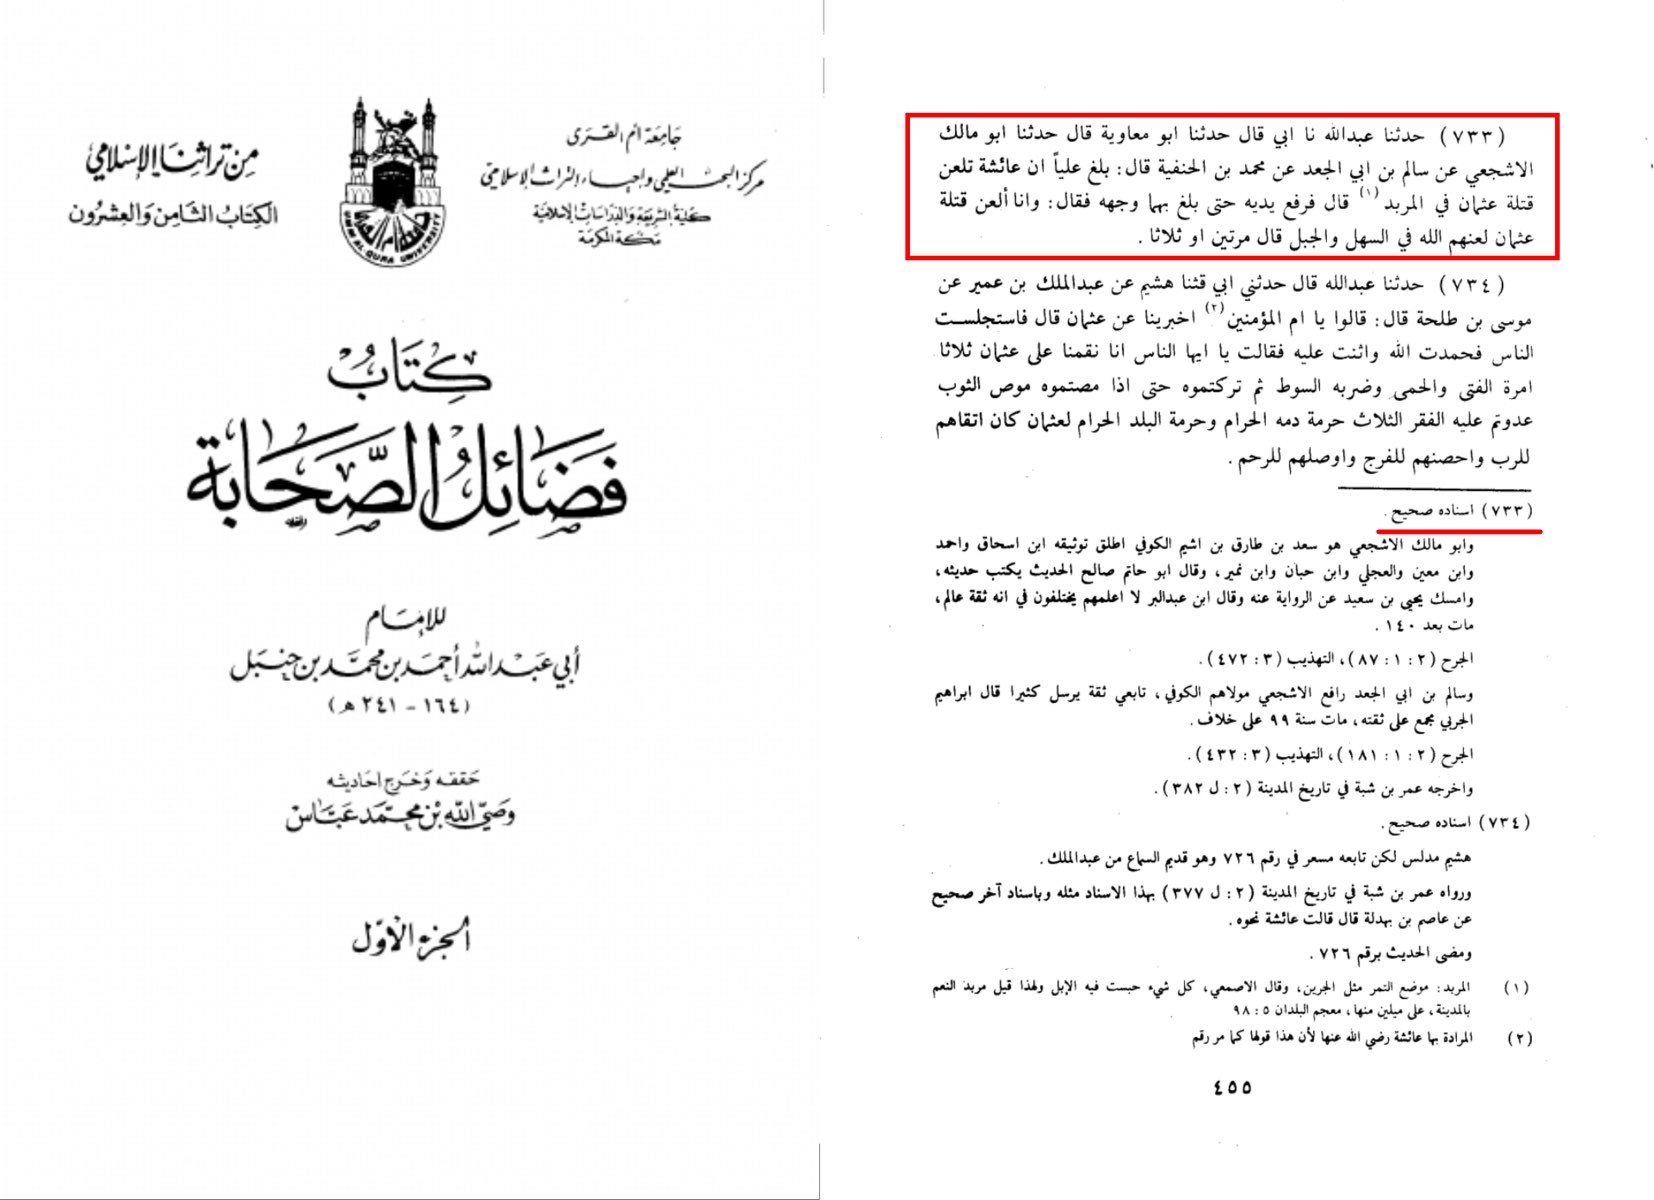 من تراثنا الإسلامي
الكتاب الثامن والعشرون
جامعة أم القرى
مركز البحث العلمي وإحياء التراث الإسلامي
كلية الشريعة والدراسات الإسلامية
مكة المكرمة
UMM AL-QURA UNIVERSITY
كتاب
فضائل الصحابة
للإمام
أبي عبد الله أحمد بن محمد بن حنبل
(١٦٤ - ٢٤١ هـ)
حققه وخرج احاديثه
وصي الله بن محمد عباس
الجزء الأول
(٧٣٣) حدثنا عبدالله نا ابي قال حدثنا ابو معاوية قال حدثنا ابو مالك
الاشجعي عن سالم بن ابي الجعد عن محمد بن الحنفية قال: بلغ علياً ان عائشة تلعن
قتلة عثمان في المربد (١) قال فرفع يديه حتى بلغ بهما وجهه فقال: وانا ألعن قتلة
عثمان لعنهم الله في السهل والجبل قال مرتين او ثلاثا.
(٧٣٤) حدثنا عبدالله قال حدثني ابي قثنا هشيم عن عبدالملك بن عمير عن
موسى بن طلحة قال: قالوا يا ام المؤمنين (٢) اخبرينا عن عثمان قال فاستجلست
الناس فحمدت الله واثنت عليه فقالت يا ايها الناس انا نقمنا على عثمان ثلاثا
امرة الفتى والحمى وضربه السوط ثم تركتموه حتى اذا مصتموه موص الثوب
عدوتم عليه الفقر الثلاث حرمة دمه الحرام وحرمة البلد الحرام لعثمان كان اتقاهم
للرب واحصنهم للفرج واوصلهم للرحم.
(٧٣٣) اسناده صحيح.
وابو مالك الاشجعي هو سعد بن طارق بن اشيم الكوفي اطلق توثيقه ابن اسحاق واحمد
وابن معين والعجلي وابن حبان وابن نمير، وقال ابو حاتم صالح الحديث يكتب حديثه،
وامسك يحيى بن سعيد عن الرواية عنه وقال ابن عبدالبر لا اعلمهم يختلفون في انه ثقة عالم،
مات بعد ١٤٠.
الجرح (٢: ١: ٨٧)، التهذيب (٣: ٤٧٢).
وسالم بن ابي الجعد رافع الاشجعي مولاهم الكوفي، تابعي ثقة يرسل كثيرا قال ابراهيم
الحربي مجمع على ثقته، مات سنة ٩٩ على خلاف.
الجرح (٢: ١: ١٨١)، التهذيب (٣: ٤٣٢).
واخرجه عمر بن شبة في تاريخ المدينة (٢: ل ٣٨٢).
(٧٣٤) اسناده صحيح.
هشيم مدلس لكن تابعه مسعر في رقم ٧٢٦ وهو قديم السماع من عبدالملك.
ورواه عمر بن شبة في تاريخ المدينة (٢: ل ٣٧٧) بهذا الاسناد مثله وباسناد آخر صحيح
عن عاصم بن بهدلة قال قالت عائشة نحوه.
ومضى الحديث برقم ٧٢٦.
(١) المربد: موضع التمر مثل الجرين، وقال الاصمعي، كل شيء حبست فيه الإبل ولهذا قيل مربد النعم
بالمدينة، على ميلين منها، معجم البلدان ٥: ٩٨
(٢) المرادة بها عائشة رضي الله عنها لأن هذا قولها كما مر رقم
٤٥٥